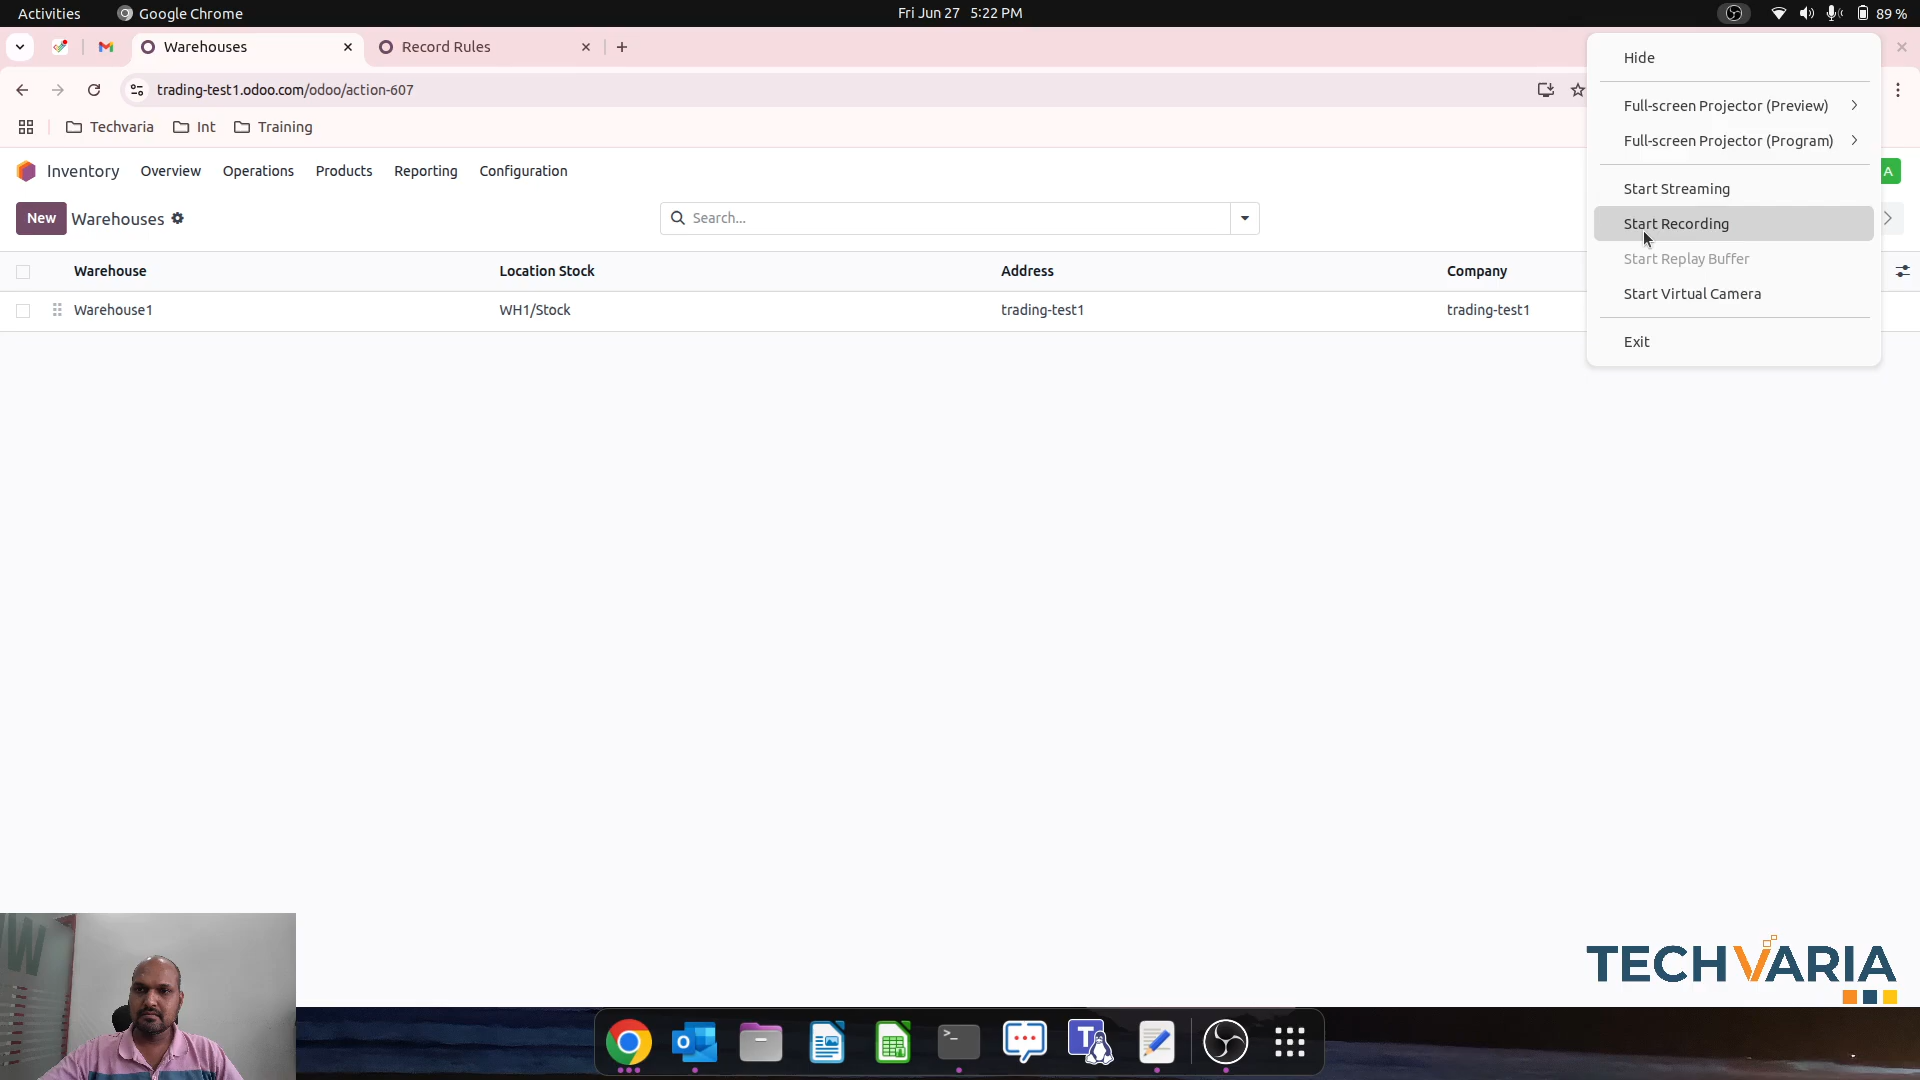 Activities
Google Chrome
Fri Jun 27 5:22 PM
89 %
Warehouses
Record Rules
trading-test1.odoo.com/odoo/action-607
Techvaria
Int
Training
Inventory
Overview
Operations
Products
Reporting
Configuration
A
New
Warehouses
Search...
Warehouse
Location Stock
Address
Company
Warehouse1
WH1/Stock
trading-test1
trading-test1
Hide
Full-screen Projector (Preview)
Full-screen Projector (Program)
Start Streaming
Start Recording
Start Replay Buffer
Start Virtual Camera
Exit
TECHVARIA